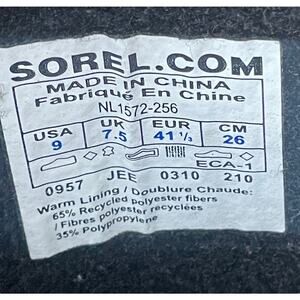 SOREL.COM
MADE IN CHINA
Fabriqué En Chine
NL1572-256
USA UK EUR CM
9 7.5 41 1/3 26
ECA-1
0957 JEE 0310 210
Warm Lining / Doublure Chaude:
65% Recycled polyester fibers
/ Fibres polyester recyclées
35% Polypropylene